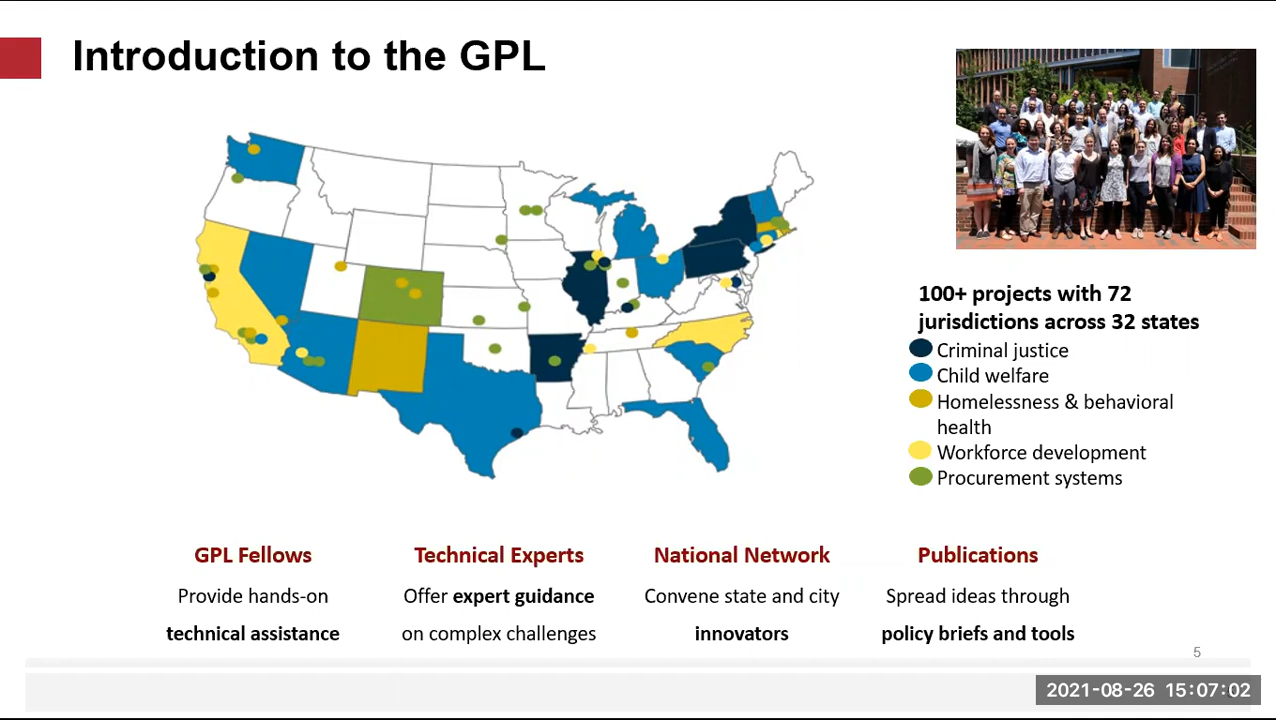 Introduction to the GPL
100+ projects with 72
jurisdictions across 32 states
Criminal justice
Child welfare
Homelessness & behavioral
health
Workforce development
Procurement systems
GPL Fellows
Provide hands-on
technical assistance
Technical Experts
Offer expert guidance
on complex challenges
National Network
Convene state and city
innovators
Publications
Spread ideas through
policy briefs and tools
5
2021-08-26 15:07:02